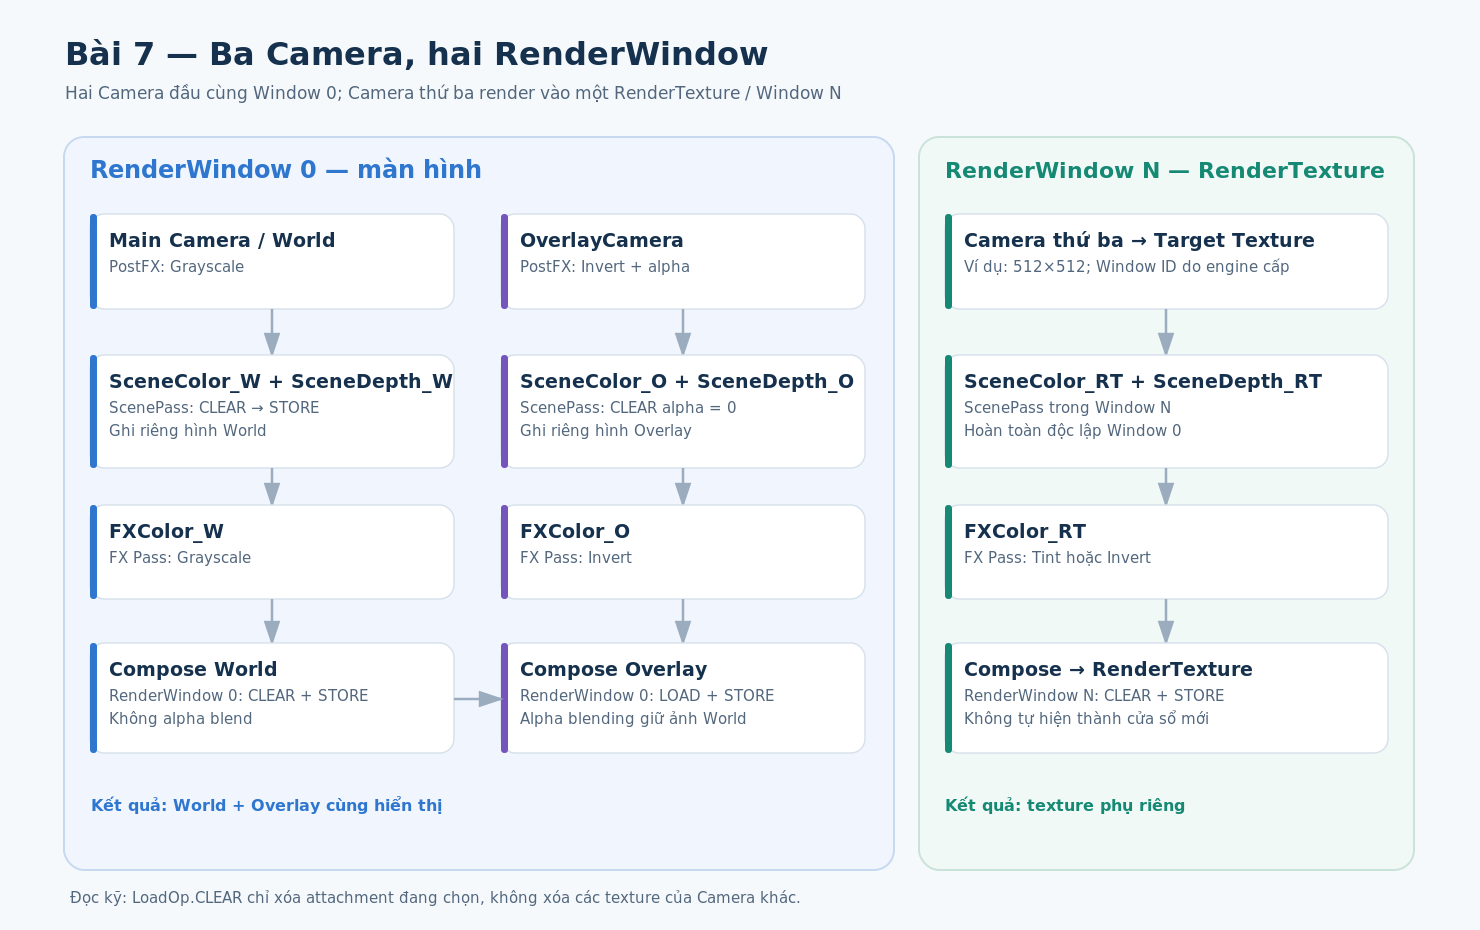 Bài 7 — Ba Camera, hai RenderWindow
Hai Camera đầu cùng Window 0; Camera thứ ba render vào một RenderTexture / Window N
RenderWindow 0 — màn hình
Main Camera / World
PostFX: Grayscale
OverlayCamera
PostFX: Invert + alpha
SceneColor_W + SceneDepth_W
ScenePass: CLEAR → STORE
Ghi riêng hình World
SceneColor_O + SceneDepth_O
ScenePass: CLEAR alpha = 0
Ghi riêng hình Overlay
FXColor_W
FX Pass: Grayscale
FXColor_O
FX Pass: Invert
Compose World
RenderWindow 0: CLEAR + STORE
Không alpha blend
Compose Overlay
RenderWindow 0: LOAD + STORE
Alpha blending giữ ảnh World
Kết quả: World + Overlay cùng hiển thị
RenderWindow N — RenderTexture
Camera thứ ba → Target Texture
Ví dụ: 512×512; Window ID do engine cấp
SceneColor_RT + SceneDepth_RT
ScenePass trong Window N
Hoàn toàn độc lập Window 0
FXColor_RT
FX Pass: Tint hoặc Invert
Compose → RenderTexture
RenderWindow N: CLEAR + STORE
Không tự hiện thành cửa sổ mới
Kết quả: texture phụ riêng
Đọc kỹ: LoadOp.CLEAR chỉ xóa attachment đang chọn, không xóa các texture của Camera khác.